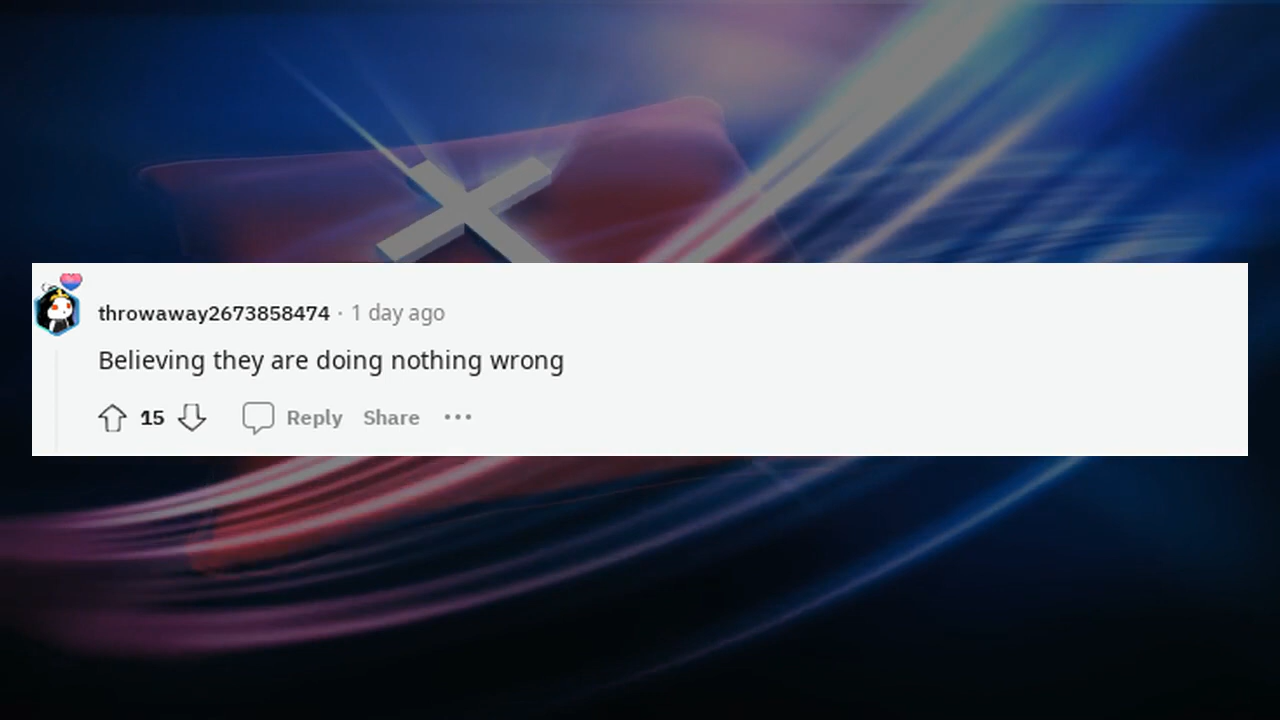 throwaway2673858474 · 1 day ago
Believing they are doing nothing wrong
15 Reply Share ···